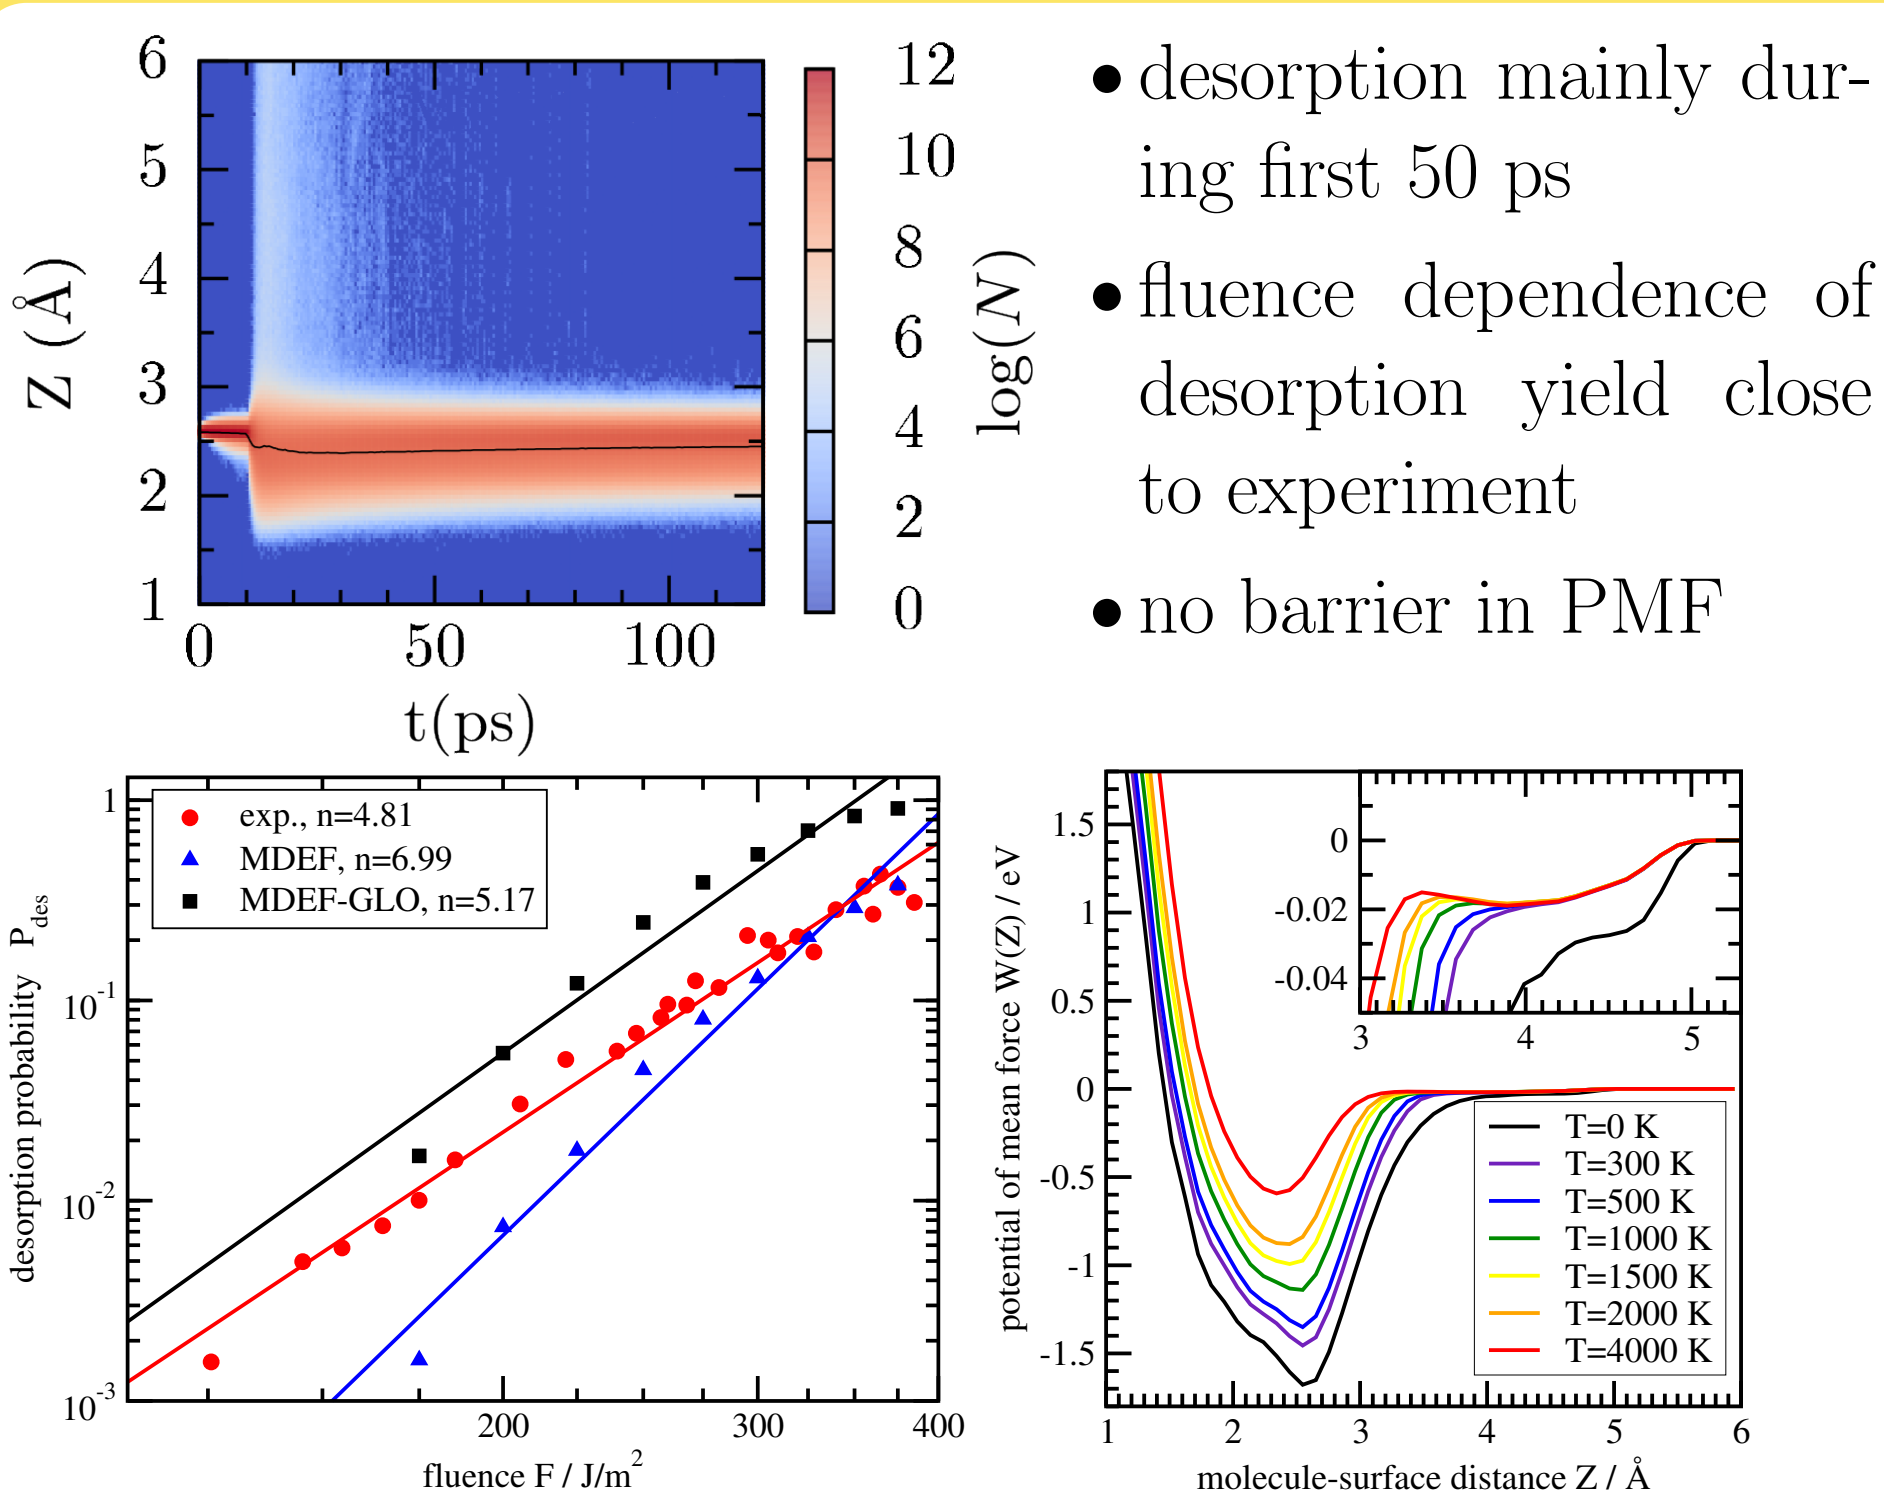 6
5
4
3
2
1
Z (Å)
0
50
100
t(ps)
12
10
8
6
4
2
0
log(N)
• desorption mainly dur-
ing first 50 ps
• fluence dependence of
desorption yield close
to experiment
• no barrier in PMF
1
10⁻¹
10⁻²
10⁻³
desorption probability P_des
exp., n=4.81
MDEF, n=6.99
MDEF-GLO, n=5.17
200
300
400
fluence F / J/m²
1.5
1
0.5
0
-0.5
-1
-1.5
potential of mean force W(Z) / eV
0
-0.02
-0.04
3
4
5
T=0 K
T=300 K
T=500 K
T=1000 K
T=1500 K
T=2000 K
T=4000 K
1
2
3
4
5
6
molecule-surface distance Z / Å